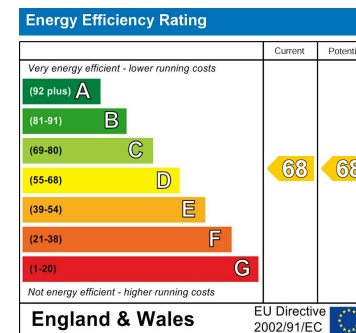 Energy Efficiency Rating
Current Potenti
Very energy efficient - lower running costs
(92 plus) A
(81-91) B
(69-80) C
(55-68) D
68 68
(39-54) E
(21-38) F
(1-20) G
Not energy efficient - higher running costs
England & Wales
EU Directive
2002/91/EC